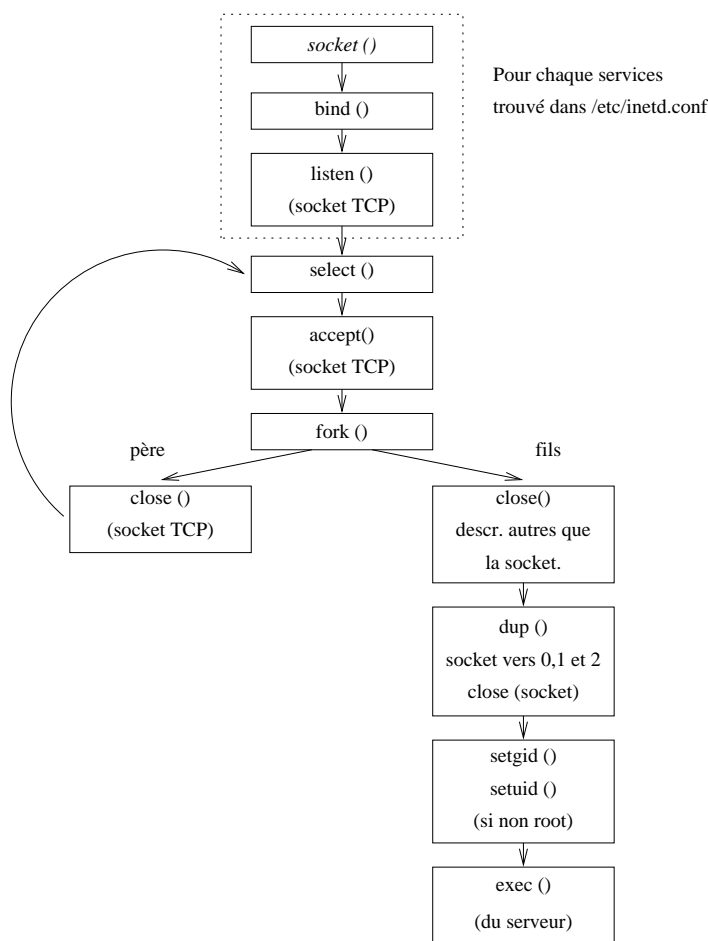 socket ()
Pour chaque services
trouvé dans /etc/inetd.conf
bind ()
listen ()
(socket TCP)
select ()
accept()
(socket TCP)
fork ()
père
fils
close ()
(socket TCP)
close()
descr. autres que
la socket.
dup ()
socket vers 0,1 et 2
close (socket)
setgid ()
setuid ()
(si non root)
exec ()
(du serveur)